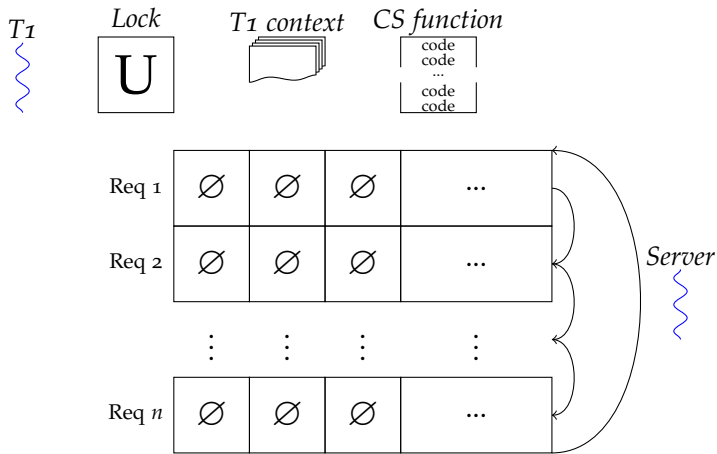 T1
Lock
T1 context
CS function
U
code
code
...
code
code
Req 1
∅
∅
∅
...
Req 2
∅
∅
∅
...
Server
⋮
⋮
⋮
⋮
Req n
∅
∅
∅
...